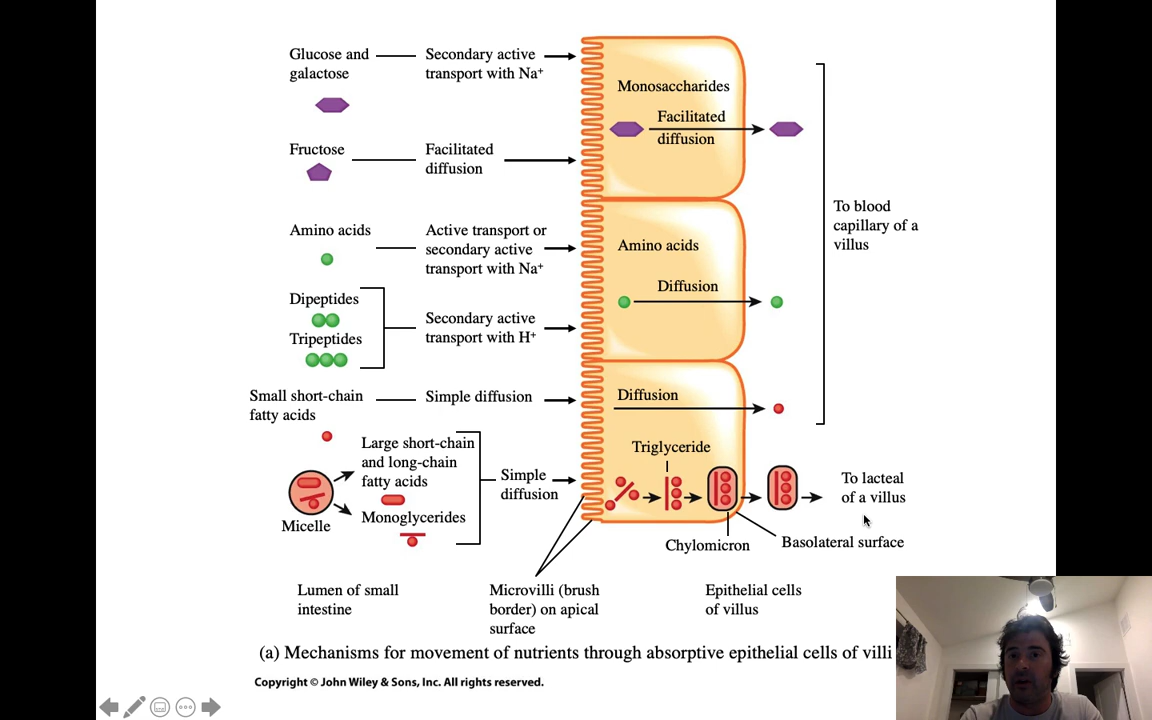 Glucose and
galactose
Secondary active
transport with Na⁺
Monosaccharides
Facilitated
diffusion
Fructose
Facilitated
diffusion
To blood
capillary of a
villus
Amino acids
Active transport or
secondary active
transport with Na⁺
Amino acids
Diffusion
Dipeptides
Tripeptides
Secondary active
transport with H⁺
Small short-chain
fatty acids
Simple diffusion
Diffusion
Large short-chain
and long-chain
fatty acids
Monoglycerides
Micelle
Simple
diffusion
Triglyceride
To lacteal
of a villus
Chylomicron
Basolateral surface
Lumen of small
intestine
Microvilli (brush
border) on apical
surface
Epithelial cells
of villus
(a) Mechanisms for movement of nutrients through absorptive epithelial cells of villi
Copyright © John Wiley & Sons, Inc. All rights reserved.